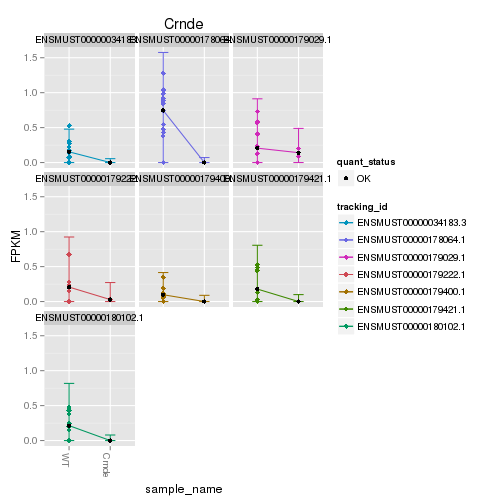 Crnde
ENSMUST00000034183.3
ENSMUST00000178064.1
ENSMUST00000179029.1
1.5
1.0
0.5
0.0
ENSMUST00000179222.1
ENSMUST00000179400.1
ENSMUST00000179421.1
1.5
1.0
0.5
0.0
ENSMUST00000180102.1
1.5
1.0
0.5
0.0
FPKM
WT
Crnde
sample_name
quant_status
OK
tracking_id
ENSMUST00000034183.3
ENSMUST00000178064.1
ENSMUST00000179029.1
ENSMUST00000179222.1
ENSMUST00000179400.1
ENSMUST00000179421.1
ENSMUST00000180102.1